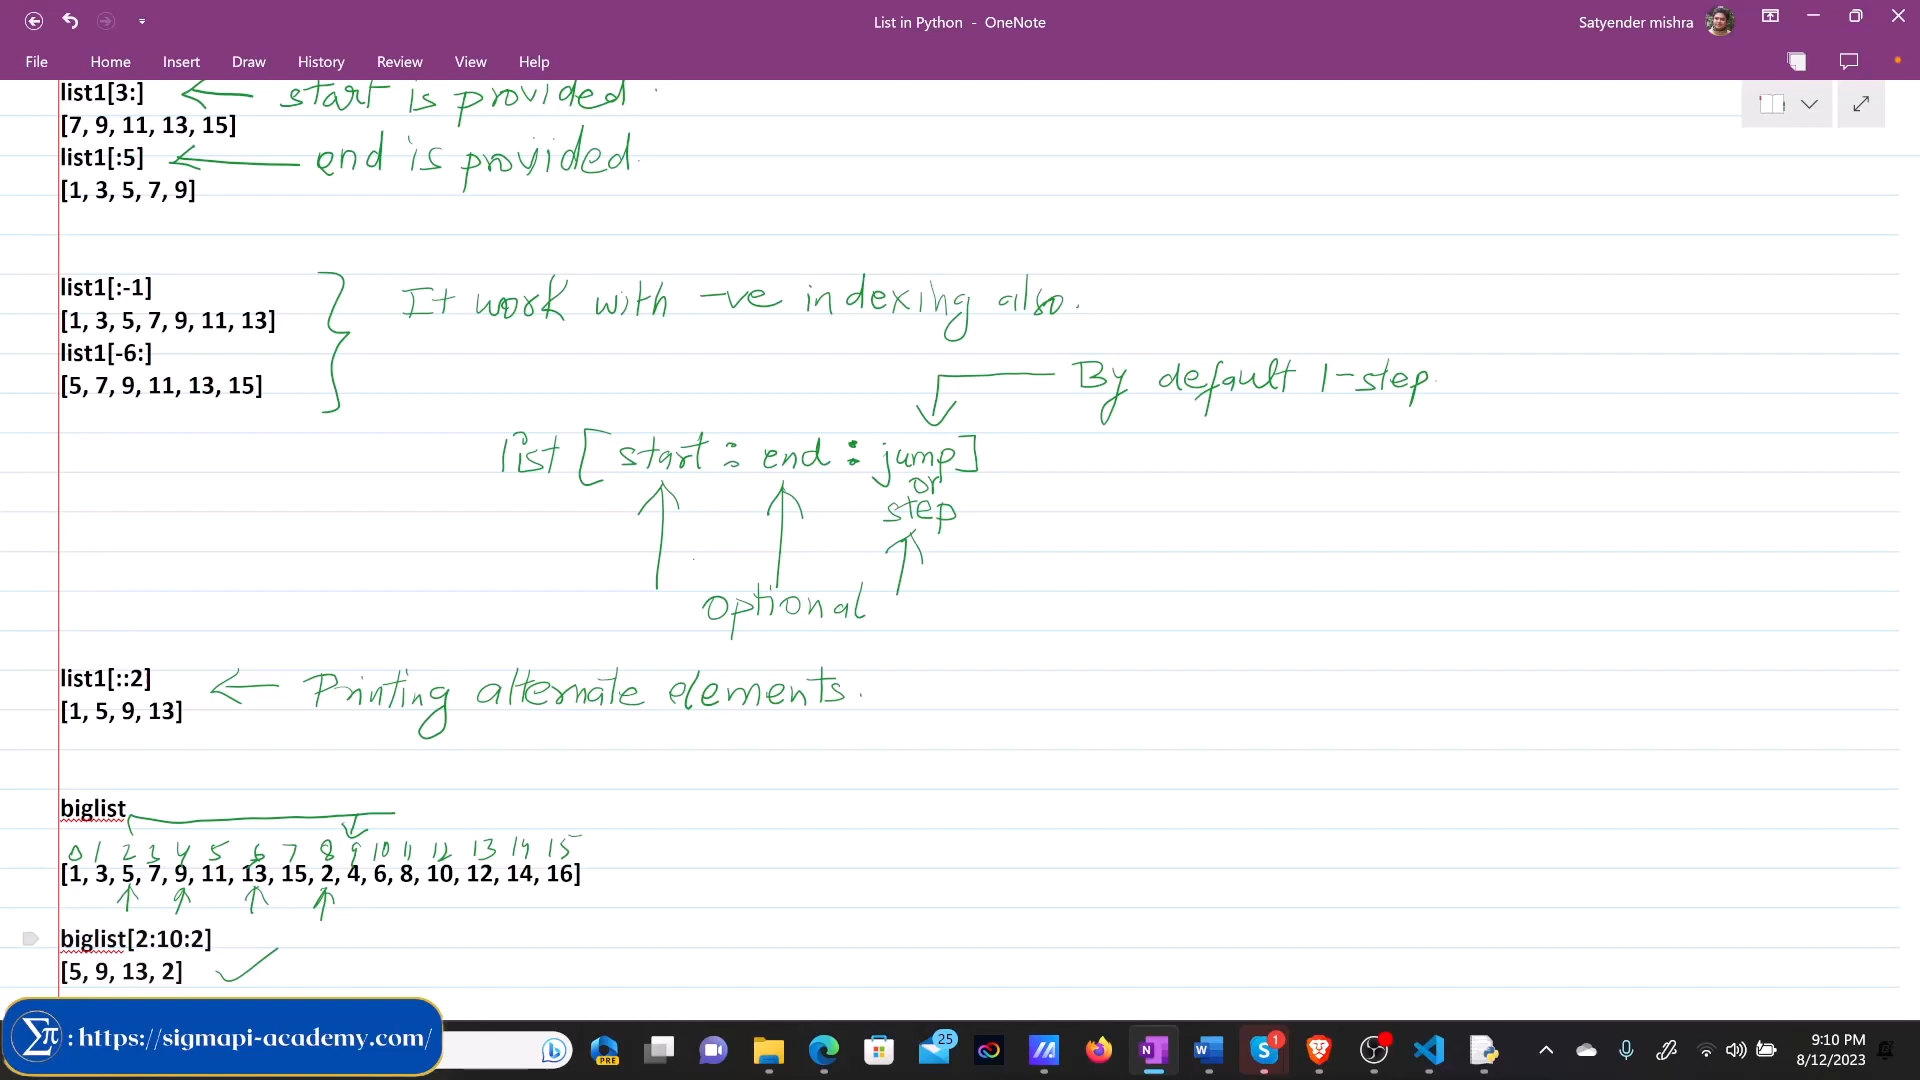 List in Python - OneNote
Satyender mishra
File Home Insert Draw History Review View Help
list1[3:] start is provided.
[7, 9, 11, 13, 15]
list1[:5] end is provided.
[1, 3, 5, 7, 9]
list1[:-1]
It work with -ve indexing also.
[1, 3, 5, 7, 9, 11, 13]
list1[-6:]
[5, 7, 9, 11, 13, 15]
By default 1-step.
list [start : end : jump]
or
step
optional
list1[::2]
Printing alternate elements.
[1, 5, 9, 13]
biglist
0 1 2 3 4 5 6 7 8 9 10 11 12 13 14 15
[1, 3, 5, 7, 9, 11, 13, 15, 2, 4, 6, 8, 10, 12, 14, 16]
biglist[2:10:2]
[5, 9, 13, 2]
Σπ : https://sigmapi-academy.com/
PRE
25
N
W
S
1
9:10 PM
8/12/2023